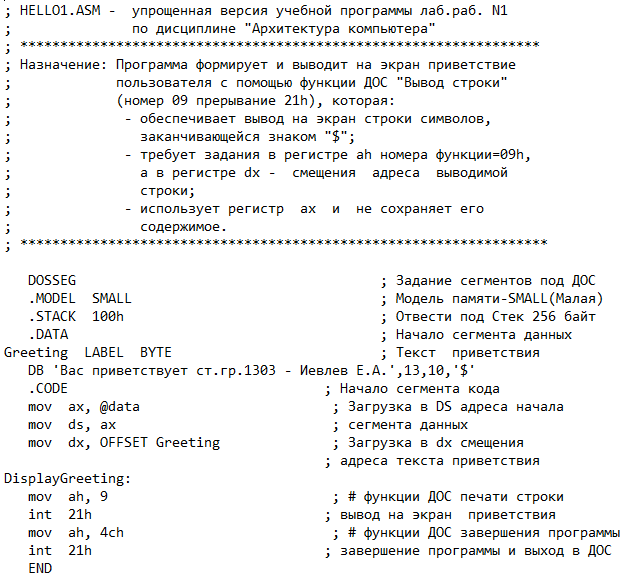 ; HELLO1.ASM -  упрощенная версия учебной программы лаб.раб. N1
;               по дисциплине "Архитектура компьютера"
; *****************************************************************
; Назначение: Программа формирует и выводит на экран приветствие
;             пользователя с помощью функции ДОС "Вывод строки"
;             (номер 09 прерывание 21h), которая:
;              - обеспечивает вывод на экран строки символов,
;                заканчивающейся знаком "$";
;              - требует задания в регистре ah номера функции=09h,
;                а в регистре dx -  смещения  адреса  выводимой
;                строки;
;              - использует регистр  ax  и  не сохраняет его
;                содержимое.
; ******************************************************************
   DOSSEG                                      ; Задание сегментов под ДОС
   .MODEL  SMALL                               ; Модель памяти-SMALL(Малая)
   .STACK  100h                                ; Отвести под Стек 256 байт
   .DATA                                       ; Начало сегмента данных
Greeting  LABEL  BYTE                          ; Текст  приветствия
   DB 'Вас приветствует ст.гр.1303 - Иевлев Е.А.',13,10,'$'
   .CODE                                ; Начало сегмента кода
   mov  ax, @data                        ; Загрузка в DS адреса начала
   mov  ds, ax                           ; сегмента данных
   mov  dx, OFFSET Greeting              ; Загрузка в dx смещения
                                        ; адреса текста приветствия
DisplayGreeting:
   mov  ah, 9                            ; # функции ДОС печати строки
   int  21h                             ; вывод на экран  приветствия
   mov  ah, 4ch                          ; # функции ДОС завершения программы
   int  21h                             ; завершение программы и выход в ДОС
   END